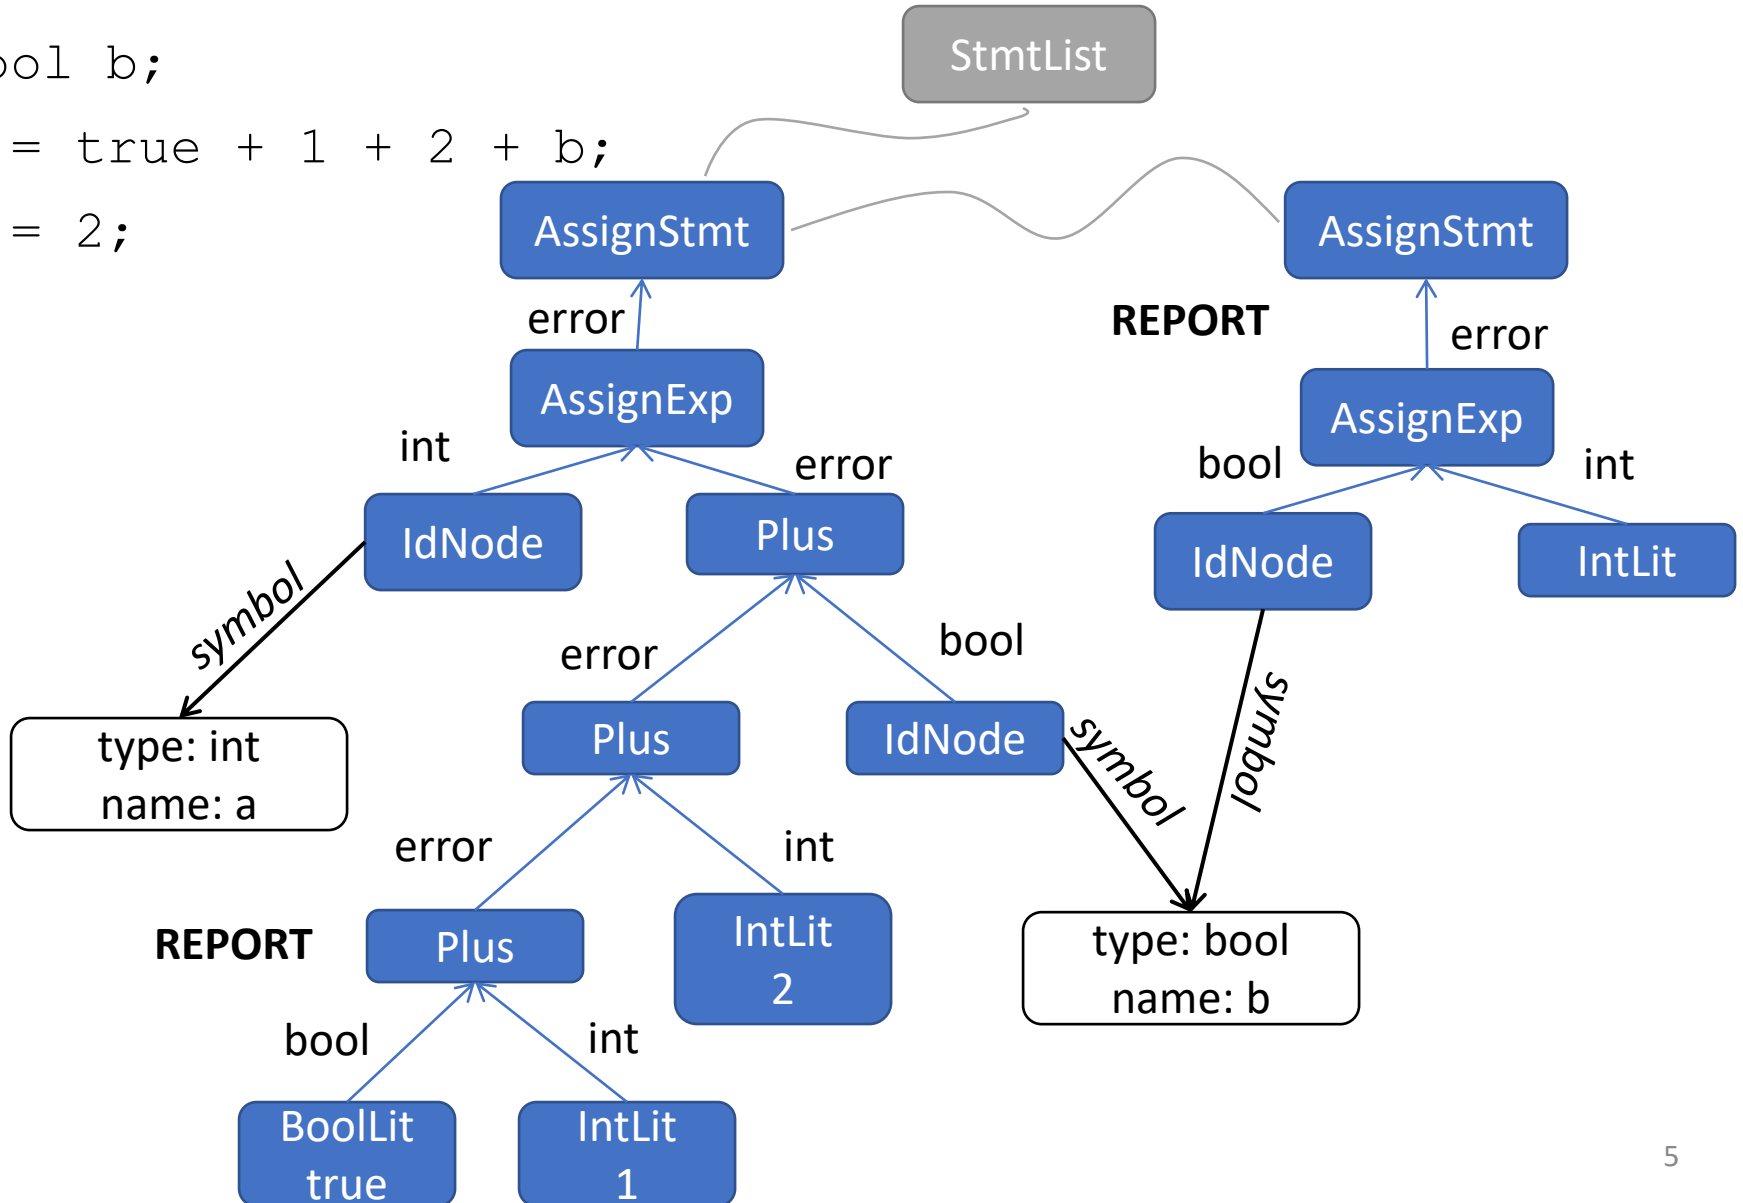 ool b;
= true + 1 + 2 + b;
= 2;
StmtList
AssignStmt
AssignStmt
error
REPORT
error
AssignExp
AssignExp
int
error
bool
int
IdNode
Plus
IdNode
IntLit
symbol
error
bool
symbol
type: int
name: a
Plus
IdNode
symbol
error
int
REPORT
Plus
IntLit
2
type: bool
name: b
bool
int
BoolLit
true
IntLit
1
5